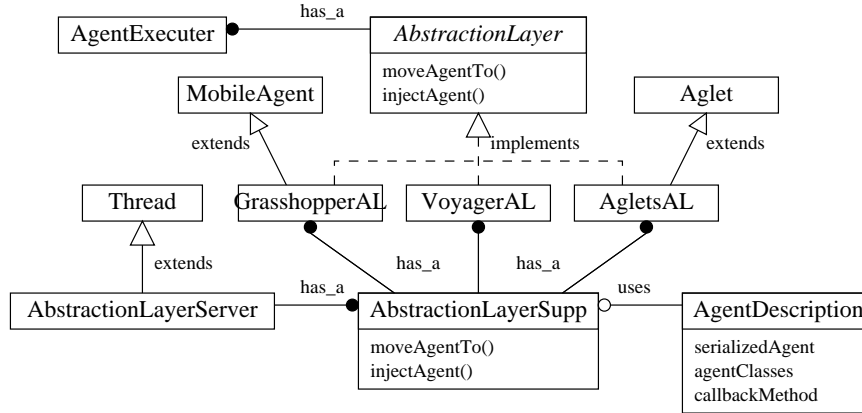 has_a
AgentExecuter
AbstractionLayer
moveAgentTo()
injectAgent()
MobileAgent
Aglet
extends
implements
extends
Thread
GrasshopperAL
VoyagerAL
AgletsAL
extends
has_a
has_a
has_a
uses
AbstractionLayerServer
AbstractionLayerSupp
AgentDescription
moveAgentTo()
injectAgent()
serializedAgent
agentClasses
callbackMethod